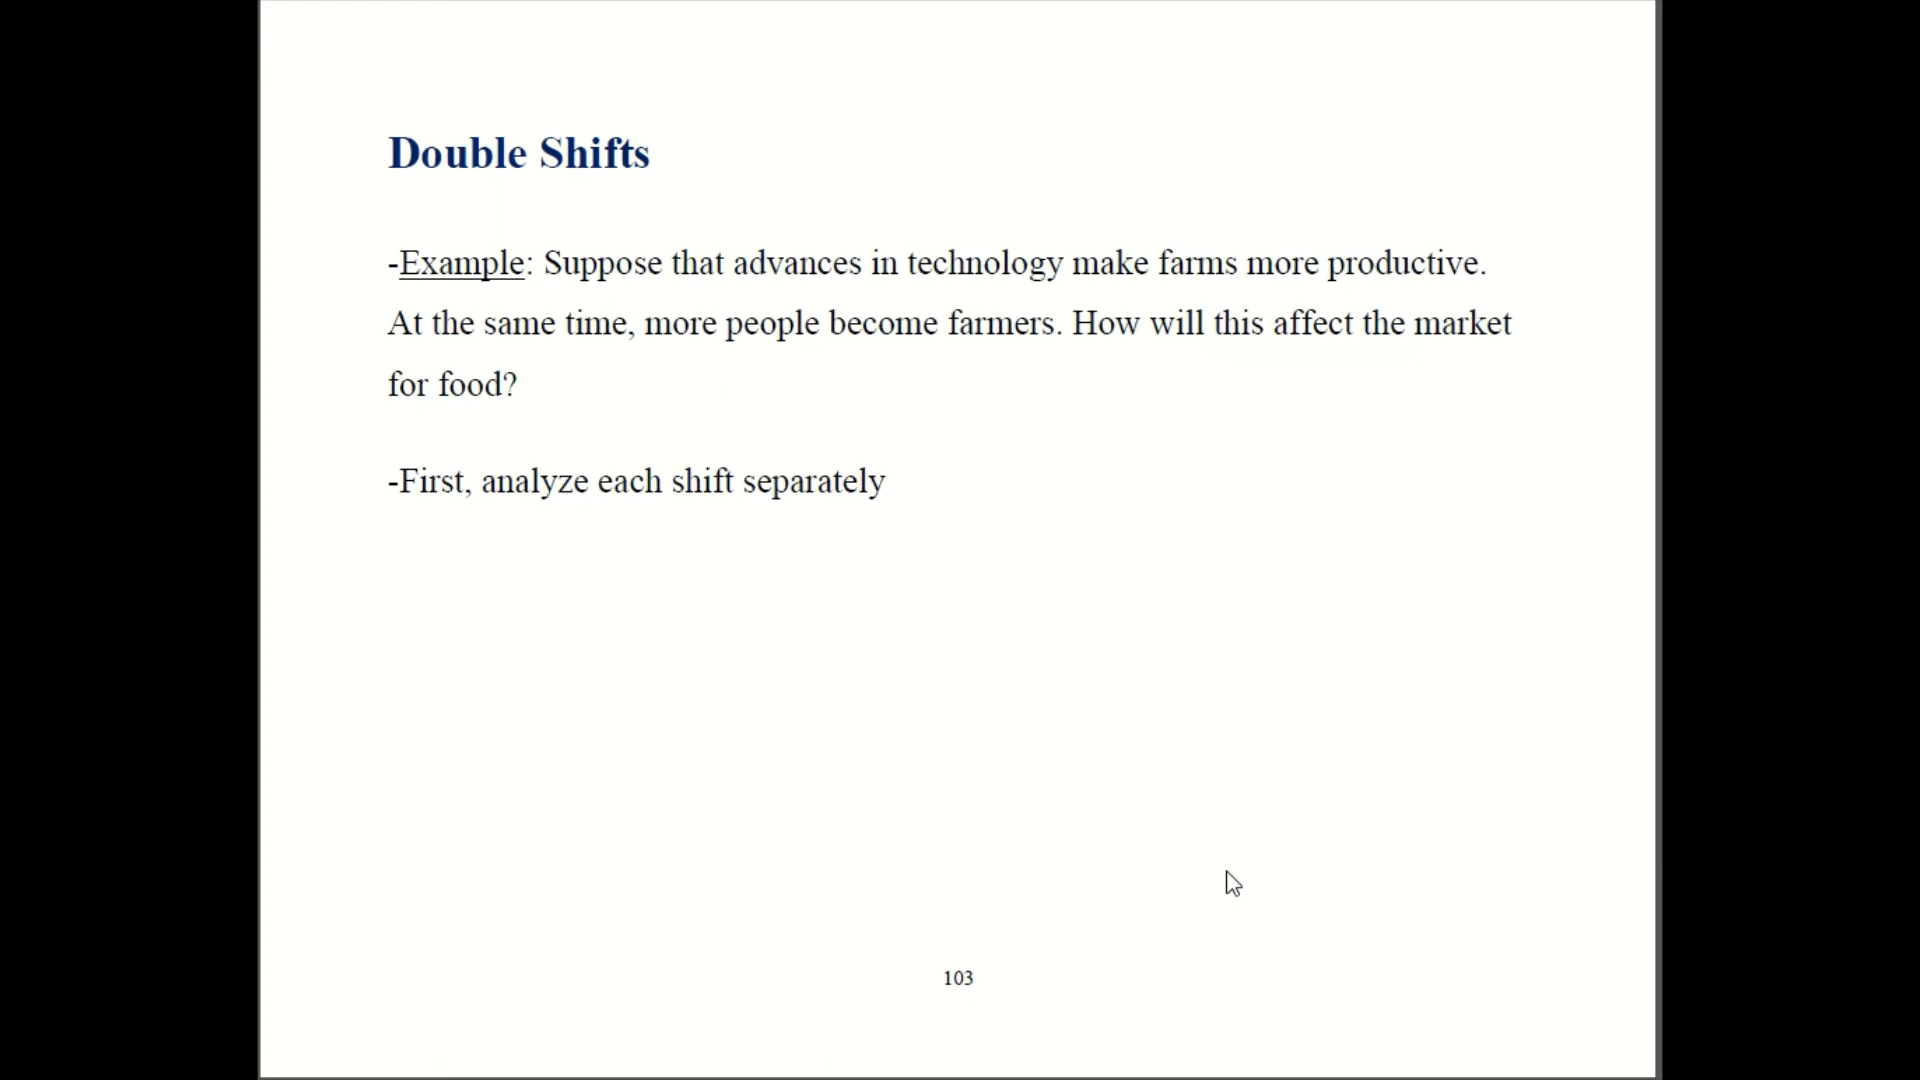 Double Shifts
-Example: Suppose that advances in technology make farms more productive.
At the same time, more people become farmers. How will this affect the market
for food?
-First, analyze each shift separately
103